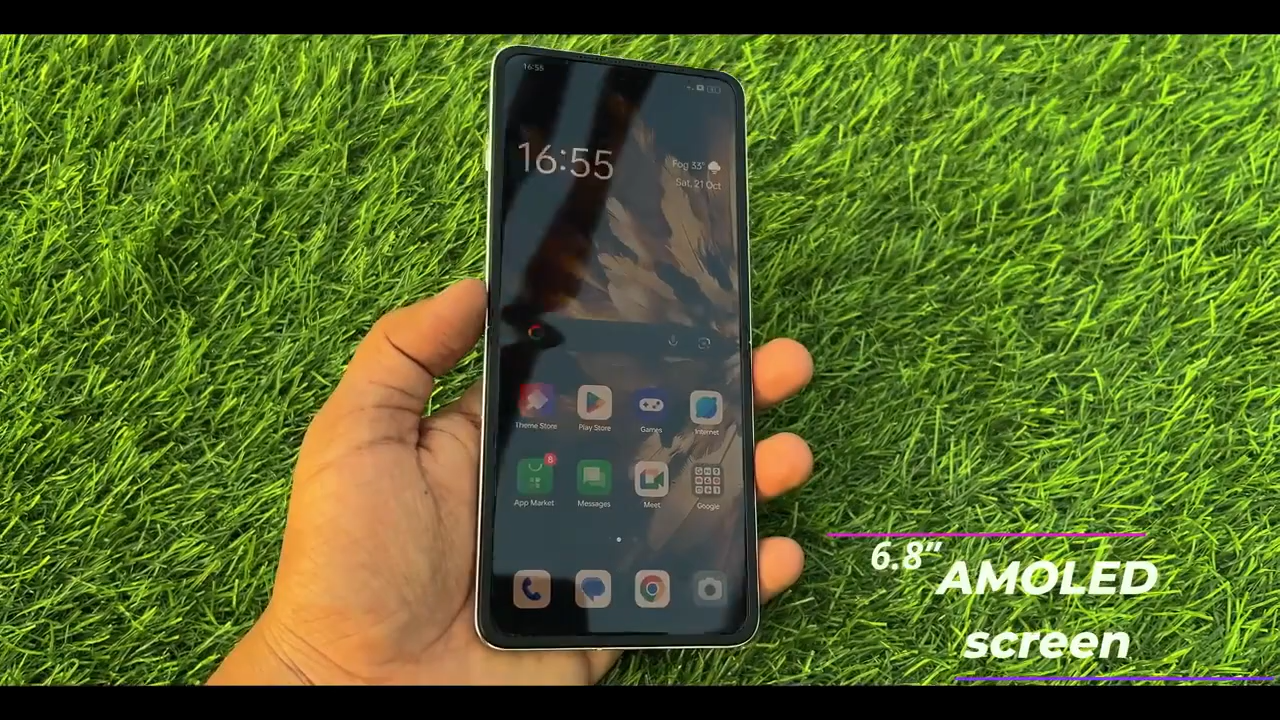 16:55
16:55
Fog 33°
Sat, 21 Oct
Theme Store
Play Store
Games
Internet
App Market
8
Messages
Meet
Google
6.8"
AMOLED
screen